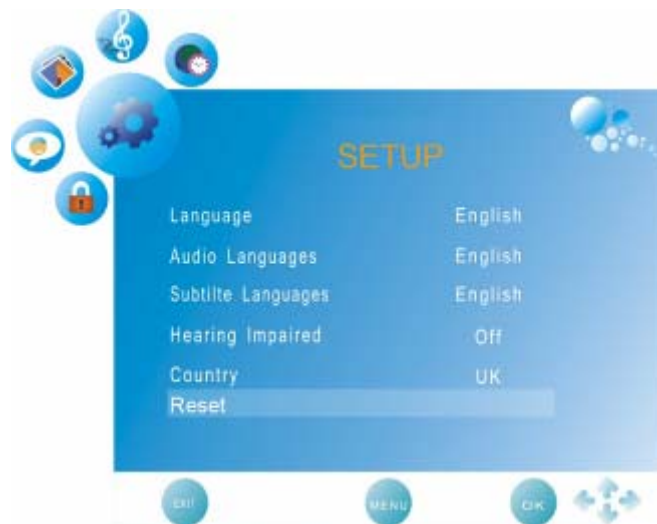 SETUP
Language English
Audio Languages English
Subtilte Languages English
Hearing Impaired Off
Country UK
Reset
EXIT MENU OK